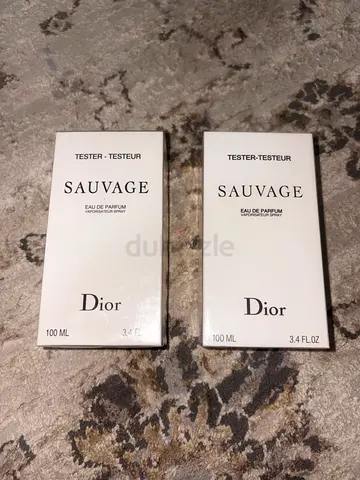 TESTER - TESTEUR
SAUVAGE
EAU DE PARFUM
VAPORISATEUR SPRAY
Dior
100 ML 3.4 FL
TESTER-TESTEUR
SAUVAGE
EAU DE PARFUM
VAPORISATEUR SPRAY
Dior
100 ML 3.4 FL.OZ
dubizzle